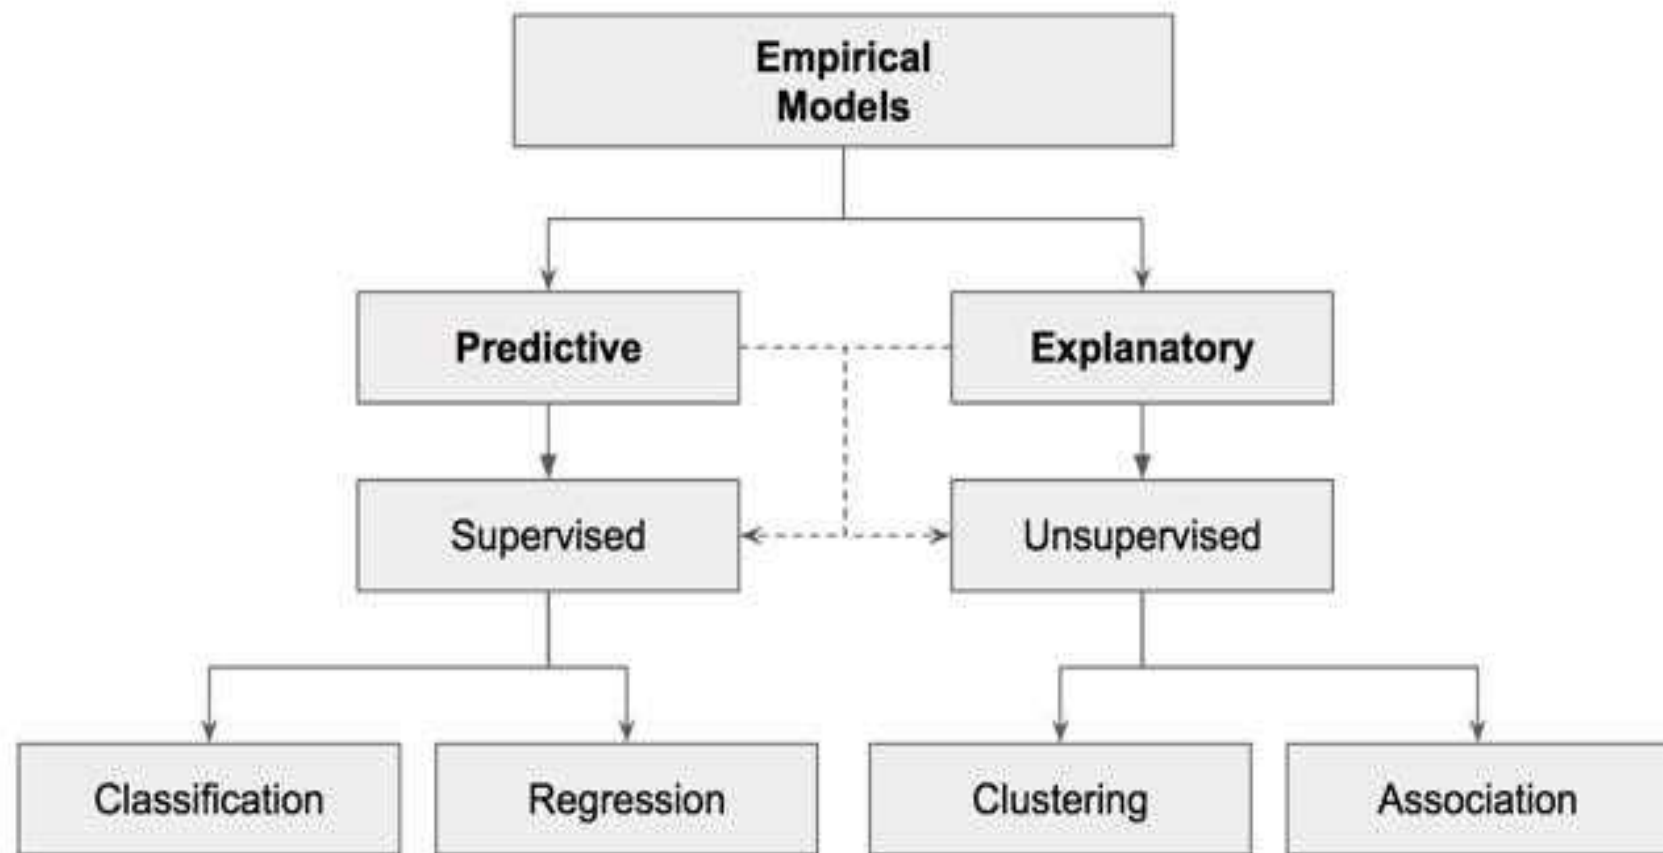 Empirical
Models
Predictive
Explanatory
Supervised
Unsupervised
Classification
Regression
Clustering
Association